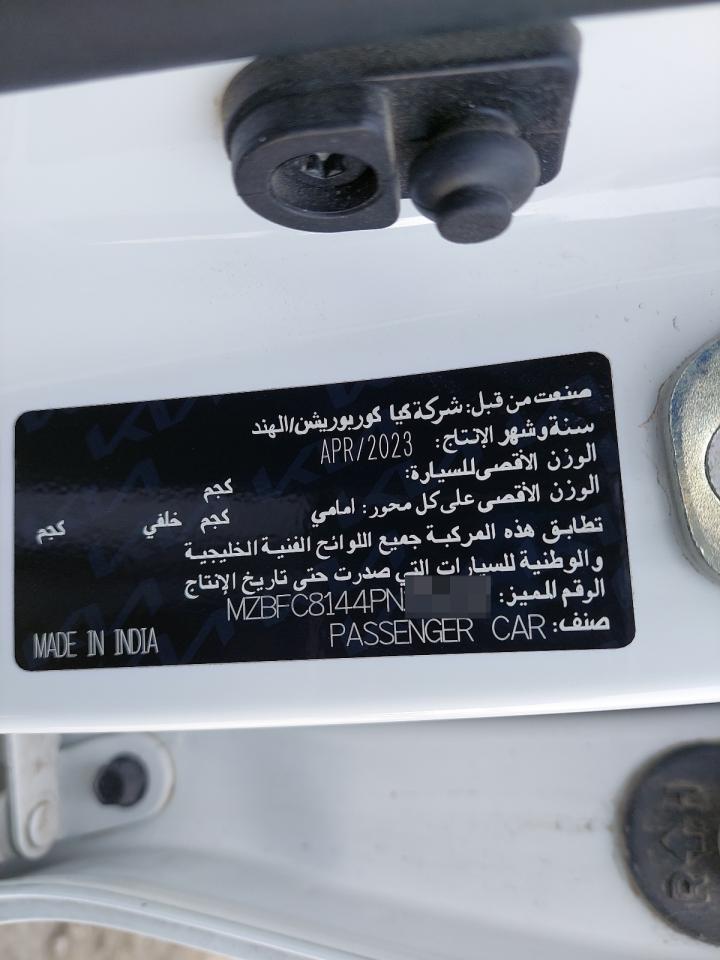 صنعت من قبل: شركة كيا كوربوريشن/الهند
سنة وشهر الإنتاج: APR/2023
الوزن الأقصى للسيارة: كجم
الوزن الأقصى على كل محور: امامي كجم خلفي كجم
تطابق هذه المركبة جميع اللوائح الفنية الخليجية
والوطنية للسيارات التي صدرت حتى تاريخ الإنتاج
الوقم المميز: MZBFC8144PN
صنف: PASSENGER CAR
MADE IN INDIA
R H